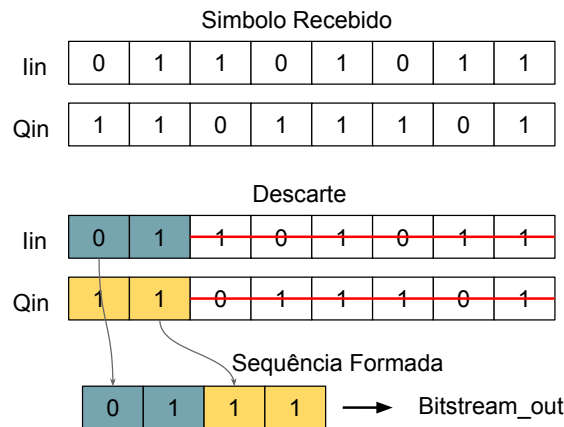 Simbolo Recebido
Iin 0 1 1 0 1 0 1 1
Qin 1 1 0 1 1 1 0 1
Descarte
Iin 0 1 1 0 1 0 1 1
Qin 1 1 0 1 1 1 0 1
Sequência Formada
0 1 1 1 Bitstream_out